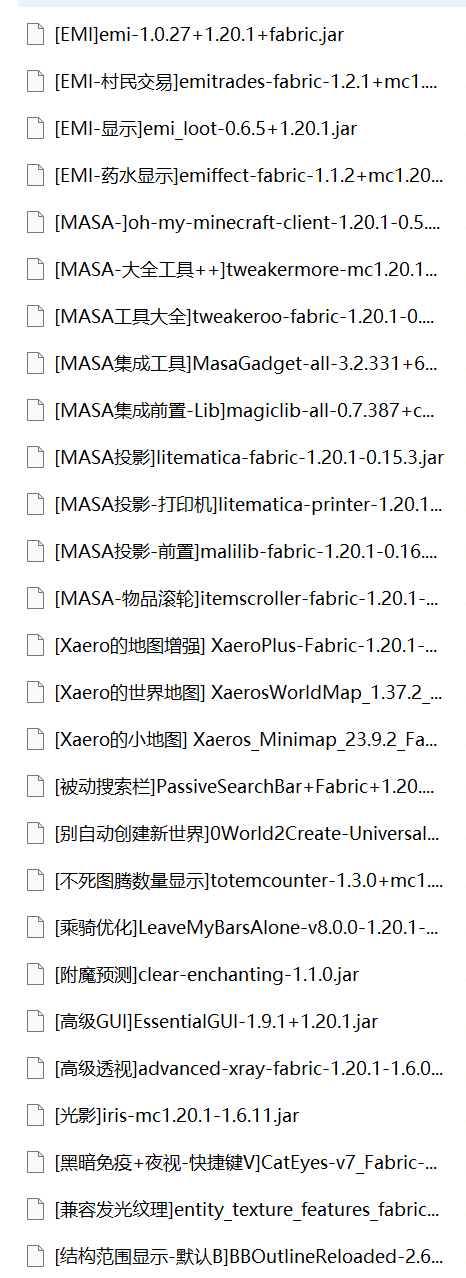 [EMI]emi-1.0.27+1.20.1+fabric.jar
[EMI-村民交易]emitrades-fabric-1.2.1+mc1....
[EMI-显示]emi_loot-0.6.5+1.20.1.jar
[EMI-药水显示]emiffect-fabric-1.1.2+mc1.20...
[MASA-]oh-my-minecraft-client-1.20.1-0.5....
[MASA-大全工具++]tweakermore-mc1.20.1...
[MASA工具大全]tweakeroo-fabric-1.20.1-0....
[MASA集成工具]MasaGadget-all-3.2.331+6...
[MASA集成前置-Lib]magiclib-all-0.7.387+c...
[MASA投影]litematica-fabric-1.20.1-0.15.3.jar
[MASA投影-打印机]litematica-printer-1.20.1...
[MASA投影-前置]malilib-fabric-1.20.1-0.16....
[MASA-物品滚轮]itemscroller-fabric-1.20.1-...
[Xaero的地图增强] XaeroPlus-Fabric-1.20.1-...
[Xaero的世界地图] XaerosWorldMap_1.37.2_...
[Xaero的小地图] Xaeros_Minimap_23.9.2_Fa...
[被动搜索栏]PassiveSearchBar+Fabric+1.20....
[别自动创建新世界]0World2Create-Universal...
[不死图腾数量显示]totemcounter-1.3.0+mc1....
[乘骑优化]LeaveMyBarsAlone-v8.0.0-1.20.1-...
[附魔预测]clear-enchanting-1.1.0.jar
[高级GUI]EssentialGUI-1.9.1+1.20.1.jar
[高级透视]advanced-xray-fabric-1.20.1-1.6.0...
[光影]iris-mc1.20.1-1.6.11.jar
[黑暗免疫+夜视-快捷键V]CatEyes-v7_Fabric-...
[兼容发光纹理]entity_texture_features_fabric...
[结构范围显示-默认B]BBOutlineReloaded-2.6...